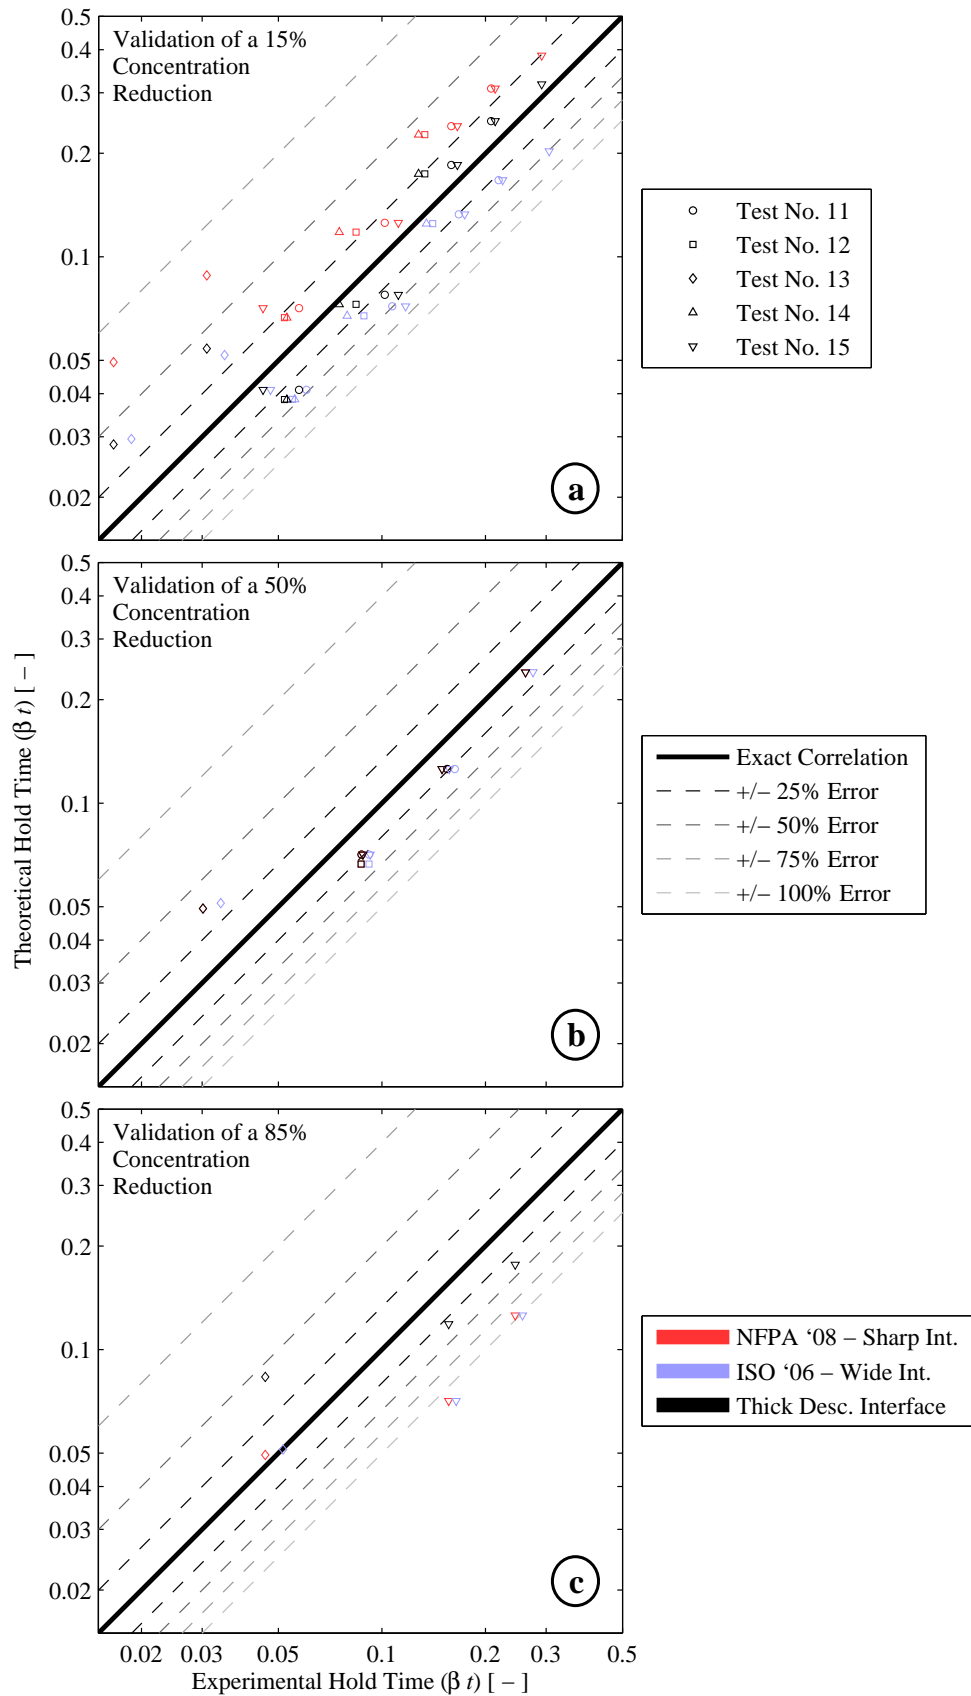 Validation of a 15%
Concentration
Reduction
0.5
0.4
0.3
0.2
0.1
0.05
0.04
0.03
0.02
a
Test No. 11
Test No. 12
Test No. 13
Test No. 14
Test No. 15
Validation of a 50%
Concentration
Reduction
0.5
0.4
0.3
0.2
0.1
0.05
0.04
0.03
0.02
b
Theoretical Hold Time (β t) [ – ]
Exact Correlation
+/– 25% Error
+/– 50% Error
+/– 75% Error
+/– 100% Error
Validation of a 85%
Concentration
Reduction
0.5
0.4
0.3
0.2
0.1
0.05
0.04
0.03
0.02
c
NFPA ‘08 – Sharp Int.
ISO ‘06 – Wide Int.
Thick Desc. Interface
0.02 0.03 0.05 0.1 0.2 0.3 0.5
Experimental Hold Time (β t) [ – ]